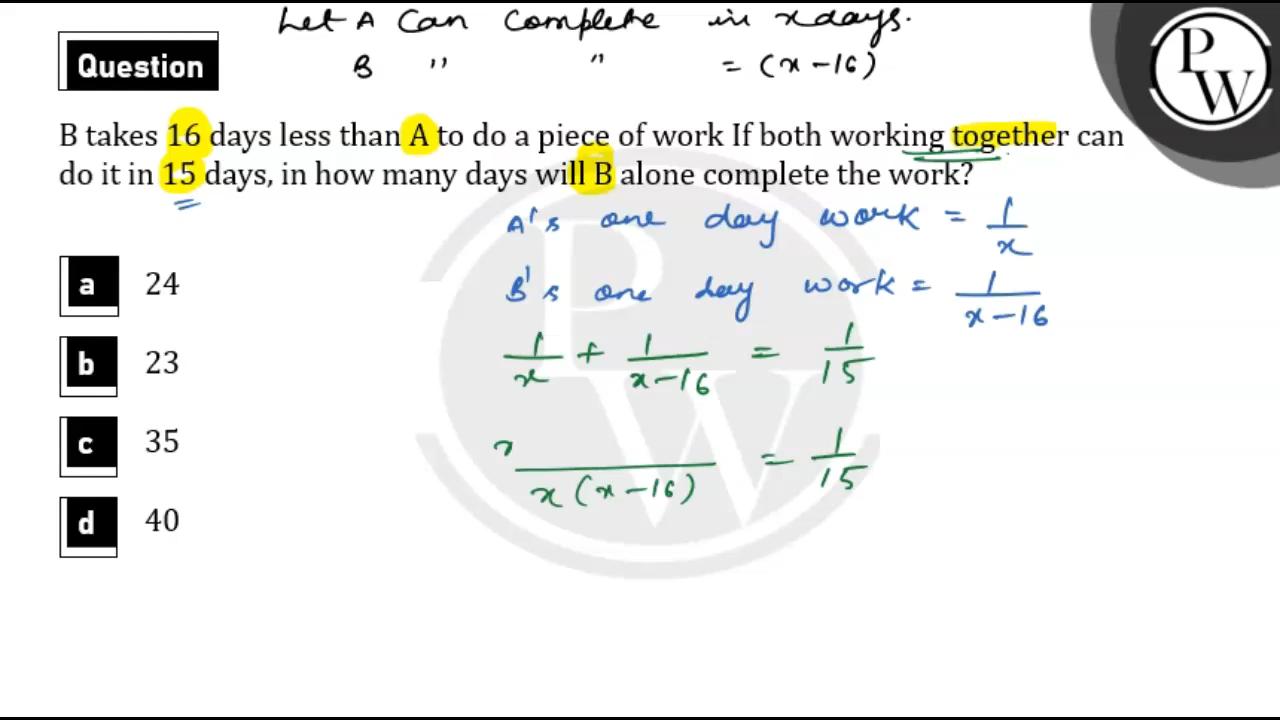 Let A Can Complete in x days.
Question
B " " = (x-16)
PW
B takes 16 days less than A to do a piece of work If both working together can
do it in 15 days, in how many days will B alone complete the work?
A's one day work = 1/x
a 24
B's one day work = 1/x-16
b 23
1/x + 1/x-16 = 1/15
c 35
x/x(x-16) = 1/15
d 40